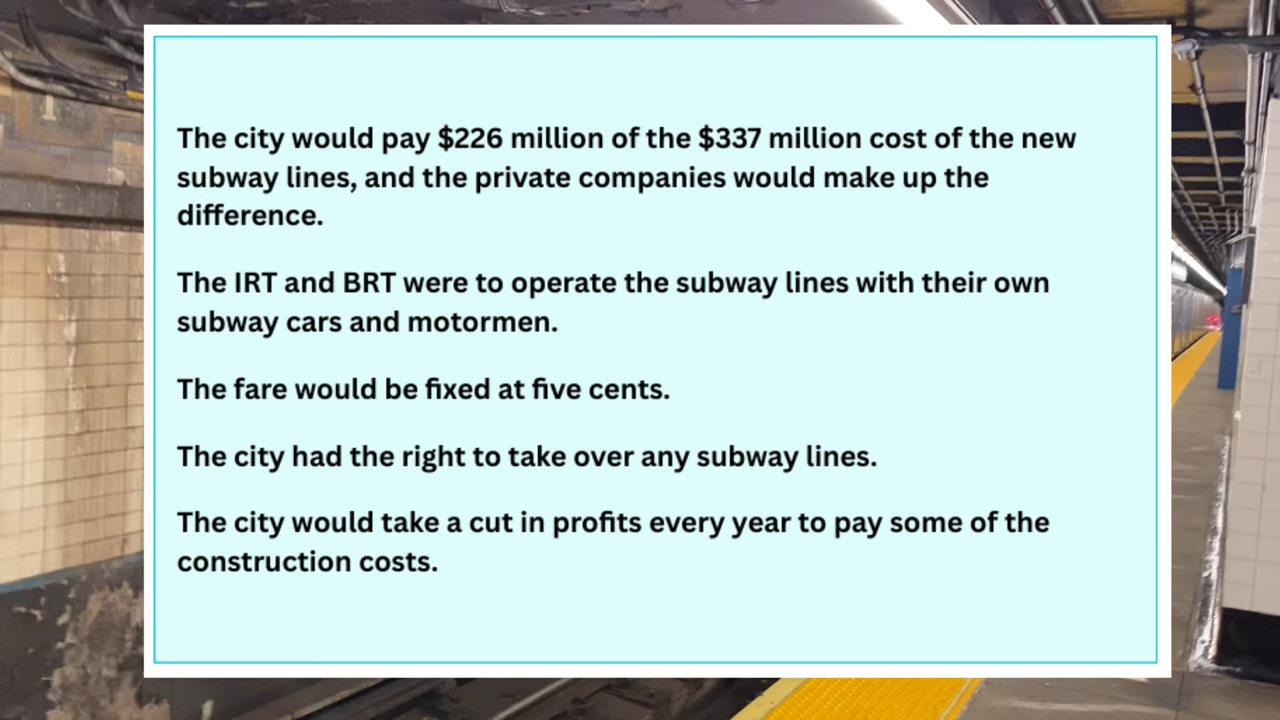 The city would pay $226 million of the $337 million cost of the new
subway lines, and the private companies would make up the
difference.
The IRT and BRT were to operate the subway lines with their own
subway cars and motormen.
The fare would be fixed at five cents.
The city had the right to take over any subway lines.
The city would take a cut in profits every year to pay some of the
construction costs.